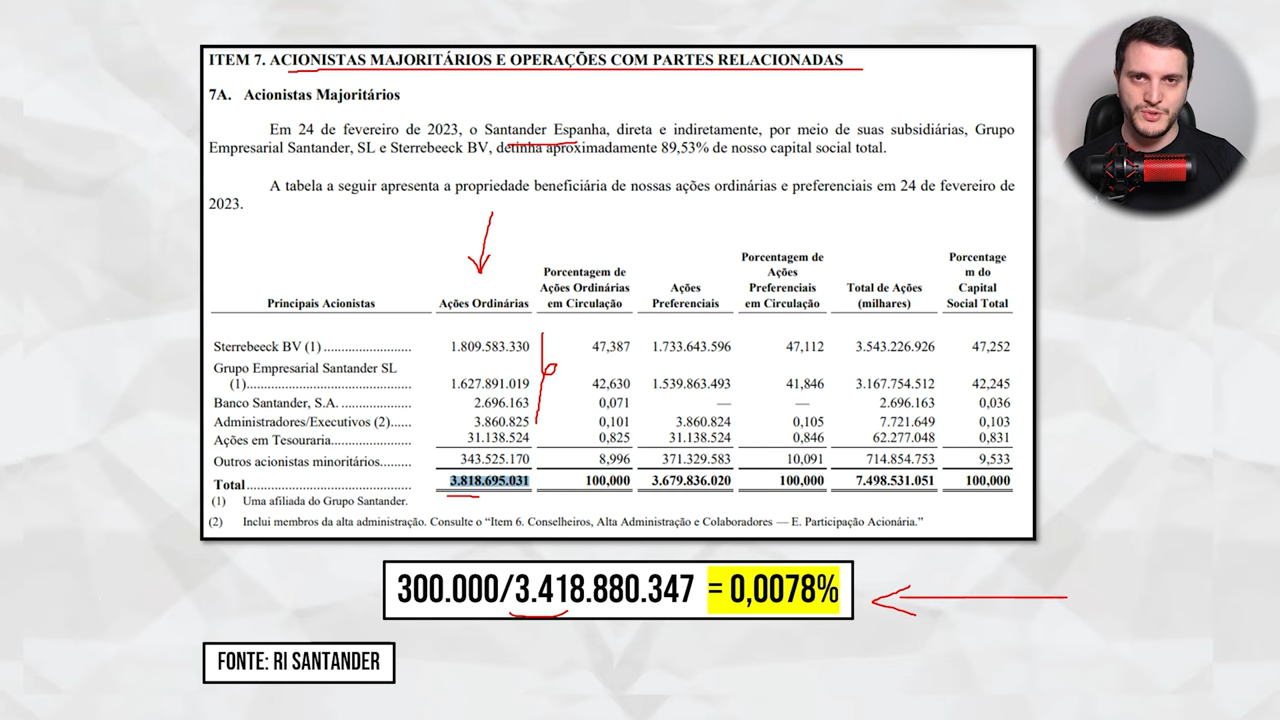 ITEM 7. ACIONISTAS MAJORITÁRIOS E OPERAÇÕES COM PARTES RELACIONADAS
7A. Acionistas Majoritários
Em 24 de fevereiro de 2023, o Santander Espanha, direta e indiretamente, por meio de suas subsidiárias, Grupo
Empresarial Santander, SL e Sterrebeeck BV, detinha aproximadamente 89,53% de nosso capital social total.
A tabela a seguir apresenta a propriedade beneficiária de nossas ações ordinárias e preferenciais em 24 de fevereiro de
2023.
Principais Acionistas Ações Ordinárias Porcentagem de Ações Ordinárias em Circulação Ações Preferenciais Porcentagem de Ações Preferenciais em Circulação Total de Ações (milhares) Porcentage m do Capital Social Total
Sterrebeeck BV (1) ........................ 1.809.583.330 47,387 1.733.643.596 47,112 3.543.226.926 47,252
Grupo Empresarial Santander SL
(1)............................................. 1.627.891.019 42,630 1.539.863.493 41,846 3.167.754.512 42,245
Banco Santander, S.A. ................... 2.696.163 0,071 — — 2.696.163 0,036
Administradores/Executivos (2)...... 3.860.825 0,101 3.860.824 0,105 7.721.649 0,103
Ações em Tesouraria...................... 31.138.524 0,825 31.138.524 0,846 62.277.048 0,831
Outros acionistas minoritários......... 343.525.170 8,996 371.329.583 10,091 714.854.753 9,533
Total............................................. 3.818.695.031 100,000 3.679.836.020 100,000 7.498.531.051 100,000
(1) Uma afiliada do Grupo Santander.
(2) Inclui membros da alta administração. Consulte o “Item 6. Conselheiros, Alta Administração e Colaboradores — E. Participação Acionária.”
300.000/3.418.880.347 = 0,0078%
FONTE: RI SANTANDER